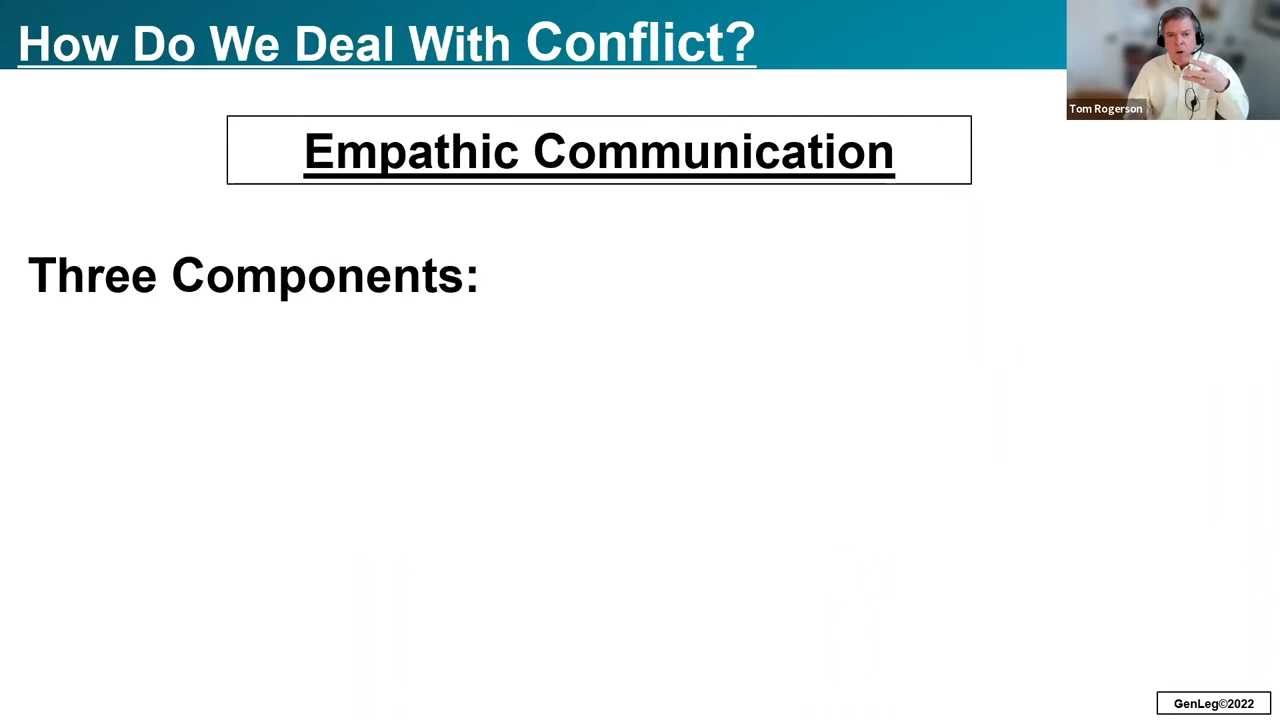 How Do We Deal With Conflict?
Tom Rogerson
Empathic Communication
Three Components:
GenLeg©2022